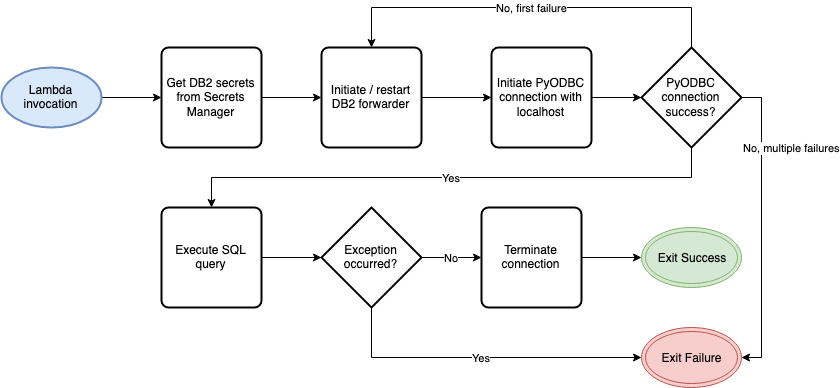 No, first failure
Lambda
invocation
Get DB2 secrets
from Secrets
Manager
Initiate / restart
DB2 forwarder
Initiate PyODBC
connection with
localhost
PyODBC
connection
success?
No, multiple failures
Yes
Execute SQL
query
Exception
occurred?
No
Terminate
connection
Exit Success
Yes
Exit Failure